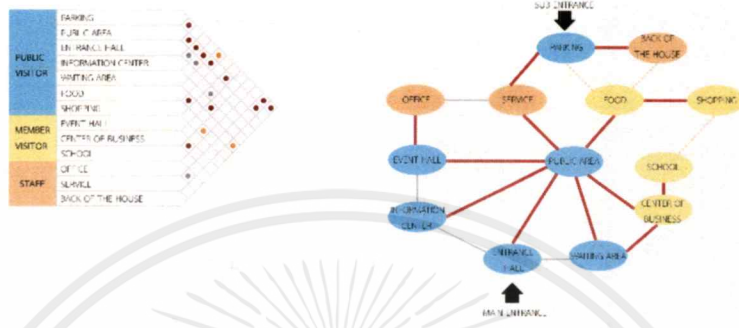 PARKING
PUBLIC AREA
ENTRANCE HALL
INFORMATION CENTER
WAITING AREA
FOOD
SHOPPING
EVENT HALL
CENTER OF BUSINESS
SCHOOL
OFFICE
SERVICE
BACK OF THE HOUSE
PUBLIC
VISITOR
MEMBER
VISITOR
STAFF
SUB ENTRANCE
PARKING
BACK OF
THE HOUSE
OFFICE
SERVICE
FOOD
SHOPPING
EVENT HALL
PUBLIC AREA
SCHOOL
INFORMATION
CENTER
CENTER OF
BUSINESS
ENTRANCE
HALL
WAITING AREA
MAIN ENTRANCE